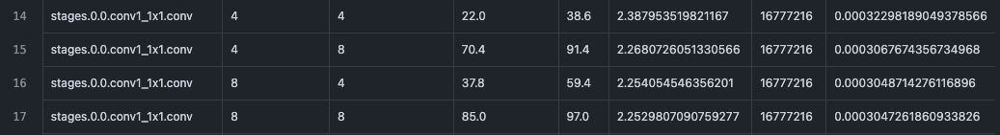 14 stages.0.0.conv1_1x1.conv 4 4 22.0 38.6 2.387953519821167 16777216 0.00032298189049378566
15 stages.0.0.conv1_1x1.conv 4 8 70.4 91.4 2.2680726051330566 16777216 0.0003067674356734968
16 stages.0.0.conv1_1x1.conv 8 4 37.8 59.4 2.254054546356201 16777216 0.0003048714276116896
17 stages.0.0.conv1_1x1.conv 8 8 85.0 97.0 2.2529807090759277 16777216 0.0003047261860933826